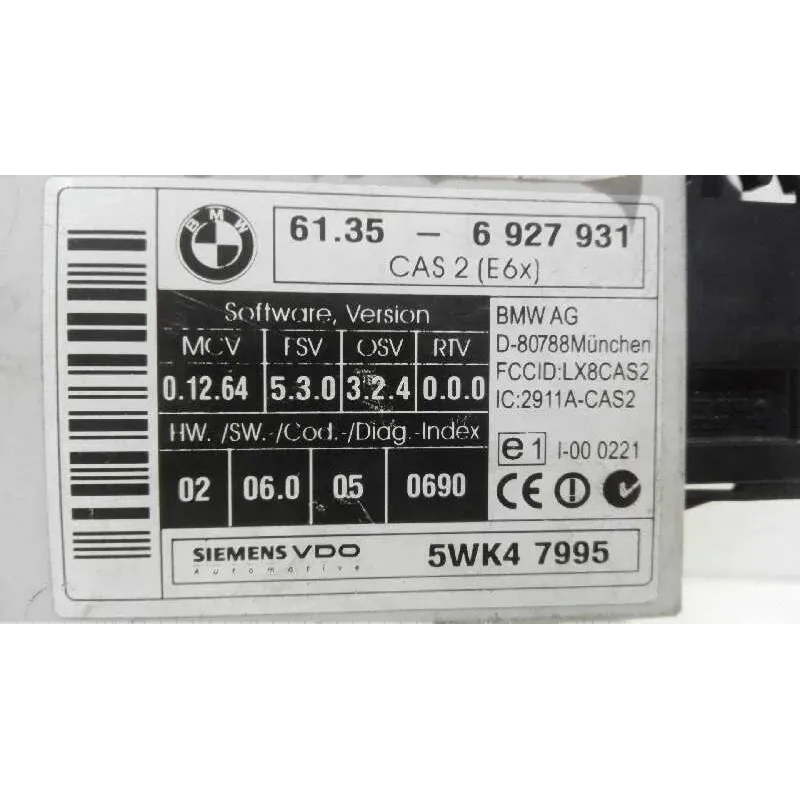 BMW
61.35 - 6 927 931
CAS 2 (E6x)
Software, Version
MCV FSV OSV RTV
0.12.64 5.3.0 3.2.4 0.0.0
HW. /SW.-/Cod.-/Diag.-Index
02 06.0 05 0690
BMW AG
D-80788München
FCCID:LX8CAS2
IC:2911A-CAS2
e1 I-00 0221
CE
SIEMENS VDO
Automotive
5WK4 7995